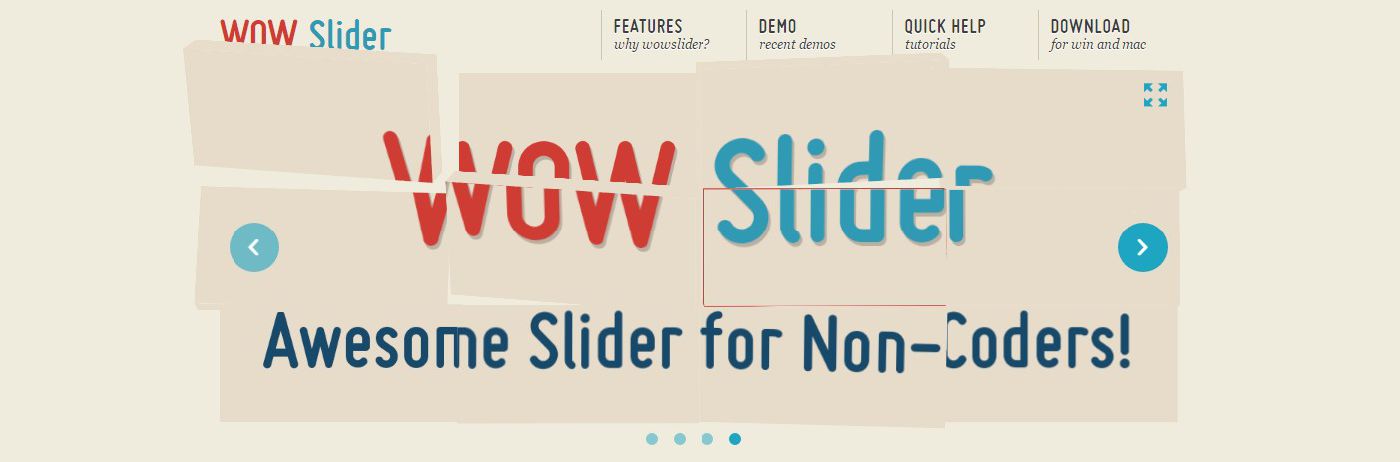 WOW Slider
FEATURES
why wowslider?
DEMO
recent demos
QUICK HELP
tutorials
DOWNLOAD
for win and mac
WOW Slider
Awesome Slider for Non-Coders!